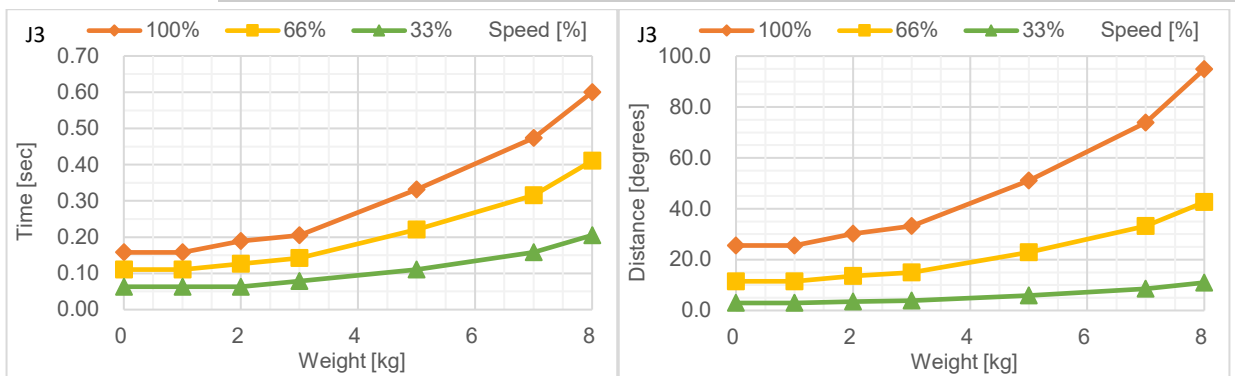 J3 100% 66% 33% Speed [%]
0.70
0.60
0.50
0.40
0.30
0.20
0.10
0.00
Time [sec]
0 2 4 6 8
Weight [kg]
J3 100% 66% 33% Speed [%]
100.0
80.0
60.0
40.0
20.0
0.0
Distance [degrees]
0 2 4 6 8
Weight [kg]